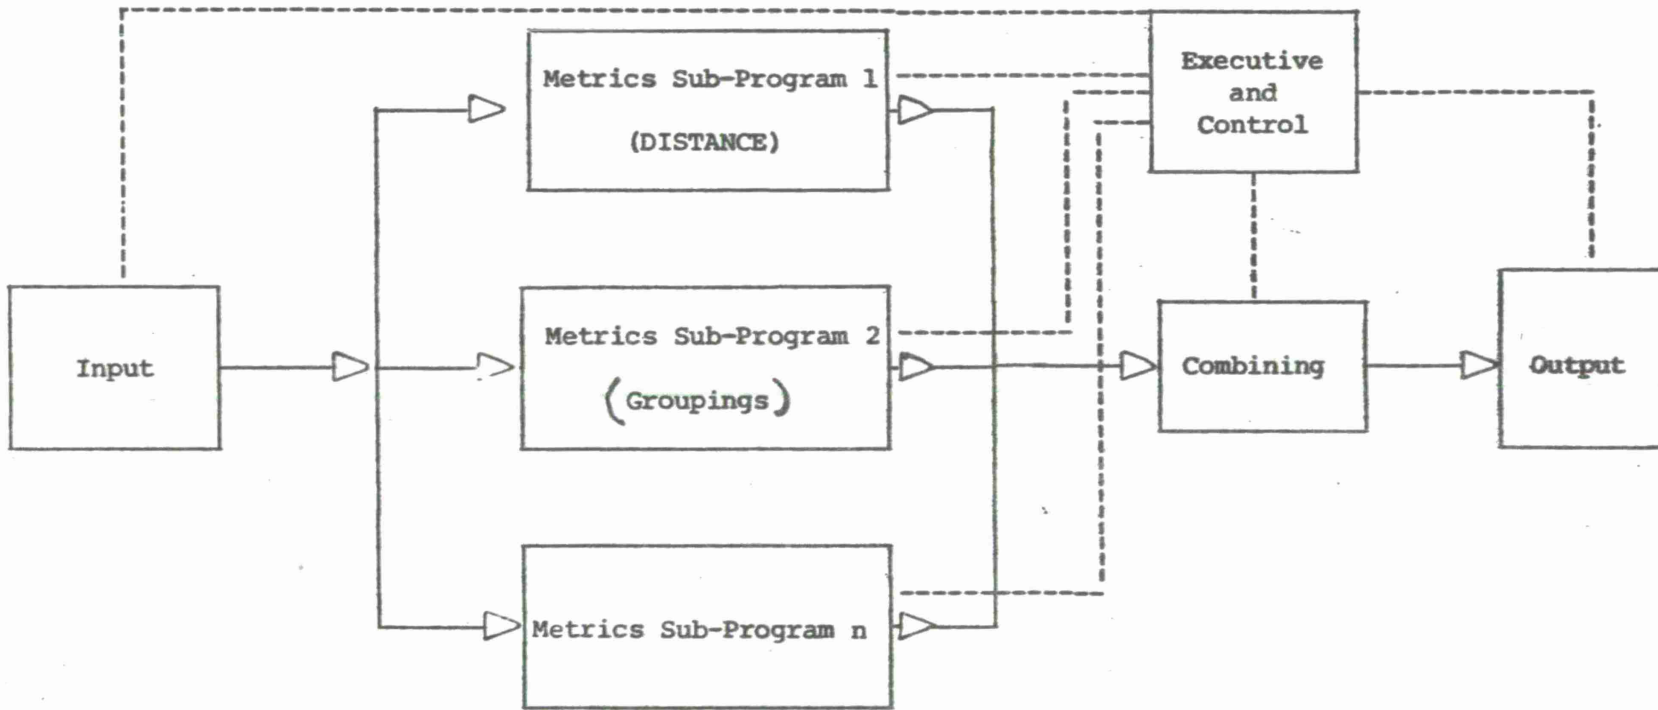 Metrics Sub-Program 1
(DISTANCE)
Executive
and
Control
Input
Metrics Sub-Program 2
(Groupings)
Combining
Output
Metrics Sub-Program n